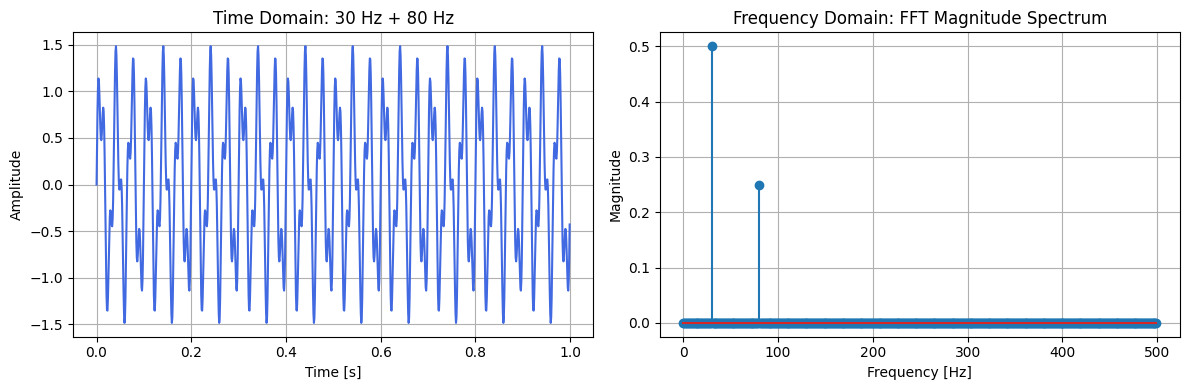 Time Domain: 30 Hz + 80 Hz
1.5
1.0
0.5
0.0
−0.5
−1.0
−1.5
Amplitude
0.0 0.2 0.4 0.6 0.8 1.0
Time [s]
Frequency Domain: FFT Magnitude Spectrum
0.5
0.4
0.3
0.2
0.1
0.0
Magnitude
0 100 200 300 400 500
Frequency [Hz]